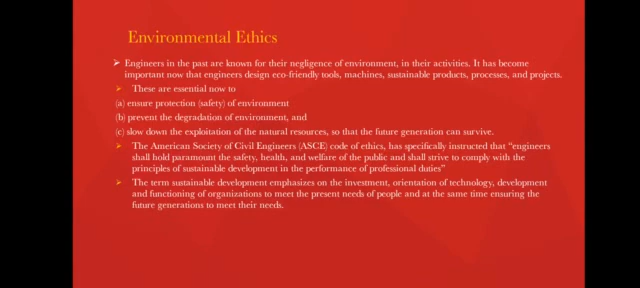 Environmental Ethics
Engineers in the past are known for their negligence of environment, in their activities. It has become
important now that engineers design eco-friendly tools, machines, sustainable products, processes, and projects.
These are essential now to
(a) ensure protection (safety) of environment
(b) prevent the degradation of environment, and
(c) slow down the exploitation of the natural resources, so that the future generation can survive.
The American Society of Civil Engineers (ASCE) code of ethics, has specifically instructed that “engineers
shall hold paramount the safety, health, and welfare of the public and shall strive to comply with the
principles of sustainable development in the performance of professional duties”
The term sustainable development emphasizes on the investment, orientation of technology, development
and functioning of organizations to meet the present needs of people and at the same time ensuring the
future generations to meet their needs.